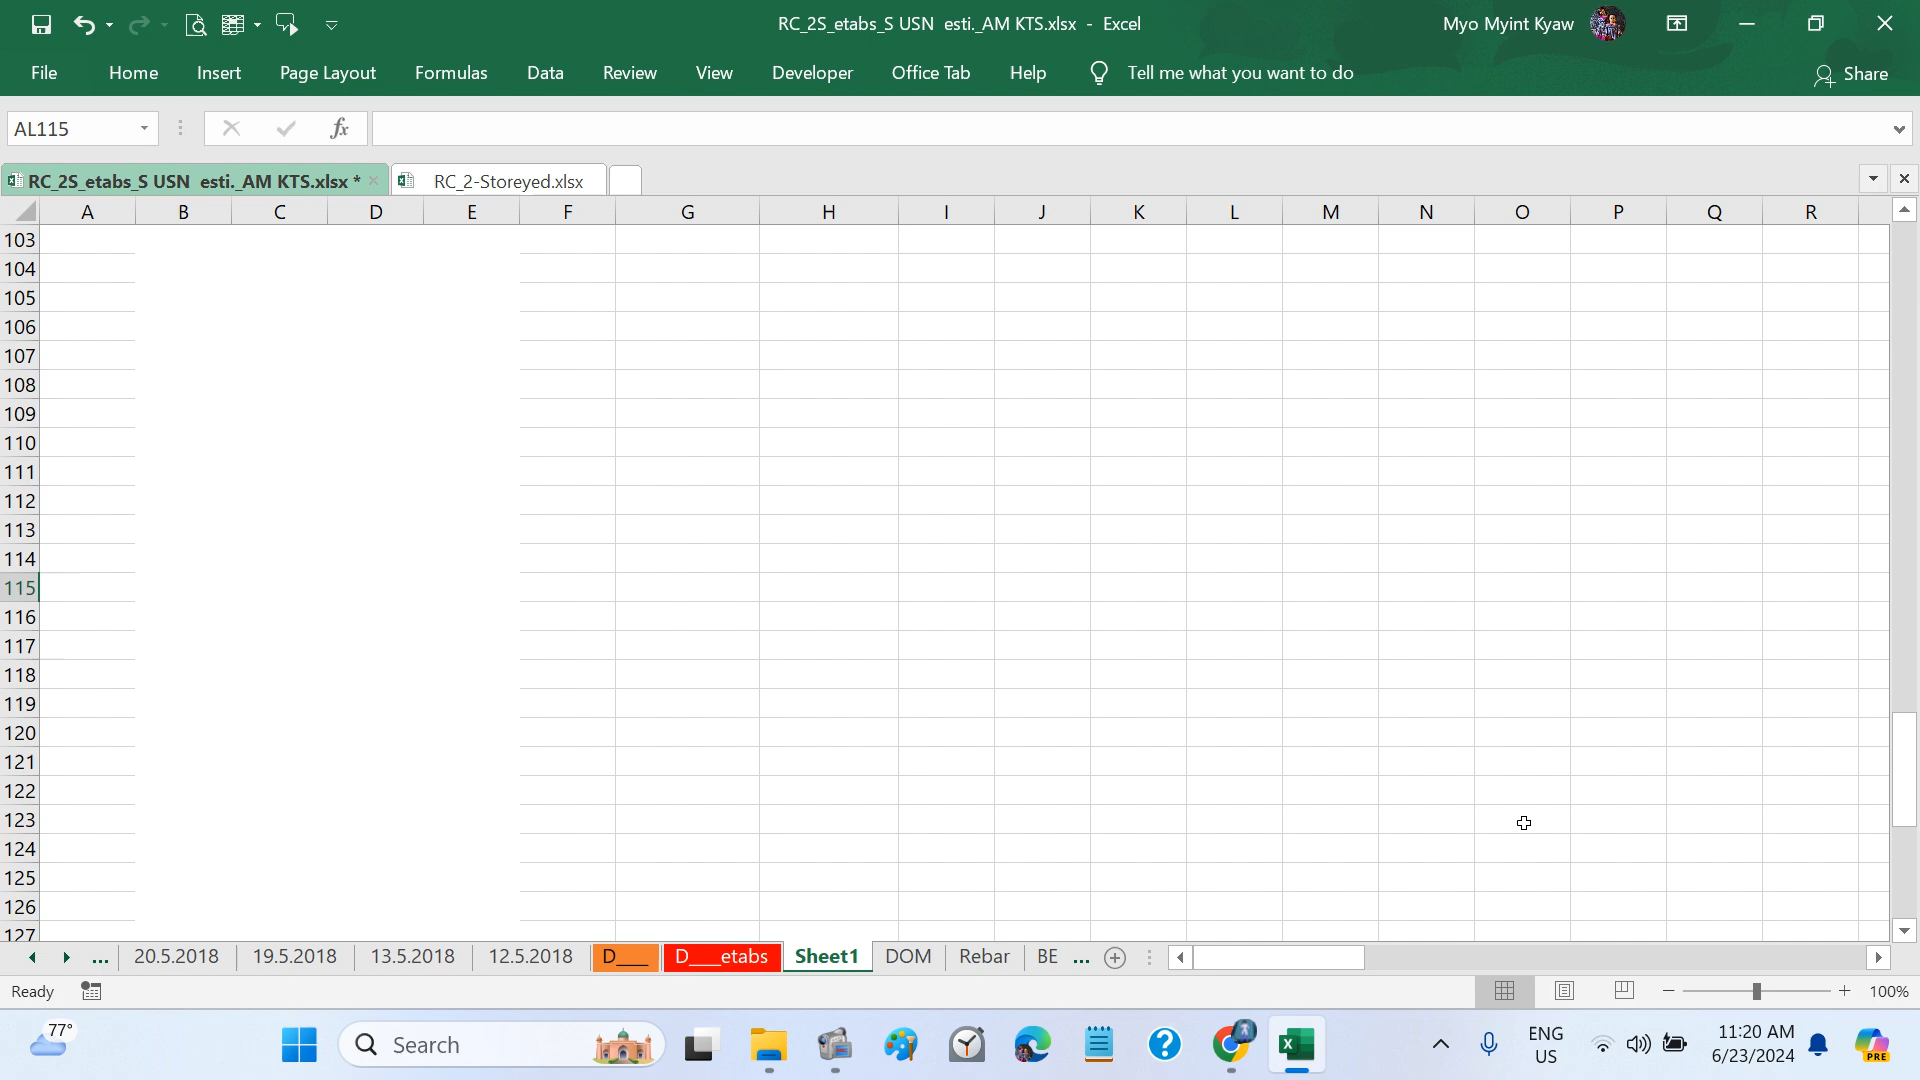 RC_2S_etabs_S USN  esti._AM KTS.xlsx  -  Excel
Myo Myint Kyaw
File
Home
Insert
Page Layout
Formulas
Data
Review
View
Developer
Office Tab
Help
Tell me what you want to do
Share
AL115
fx
RC_2S_etabs_S USN  esti._AM KTS.xlsx *
RC_2-Storeyed.xlsx
A B C D E F G H I J K L M N O P Q R
103
104
105
106
107
108
109
110
111
112
113
114
115
116
117
118
119
120
121
122
123
124
125
126
127
... 20.5.2018 19.5.2018 13.5.2018 12.5.2018 D___ D___etabs Sheet1 DOM Rebar BE ...
Ready
100%
77°
Search
ENG
US
11:20 AM
6/23/2024
PRE